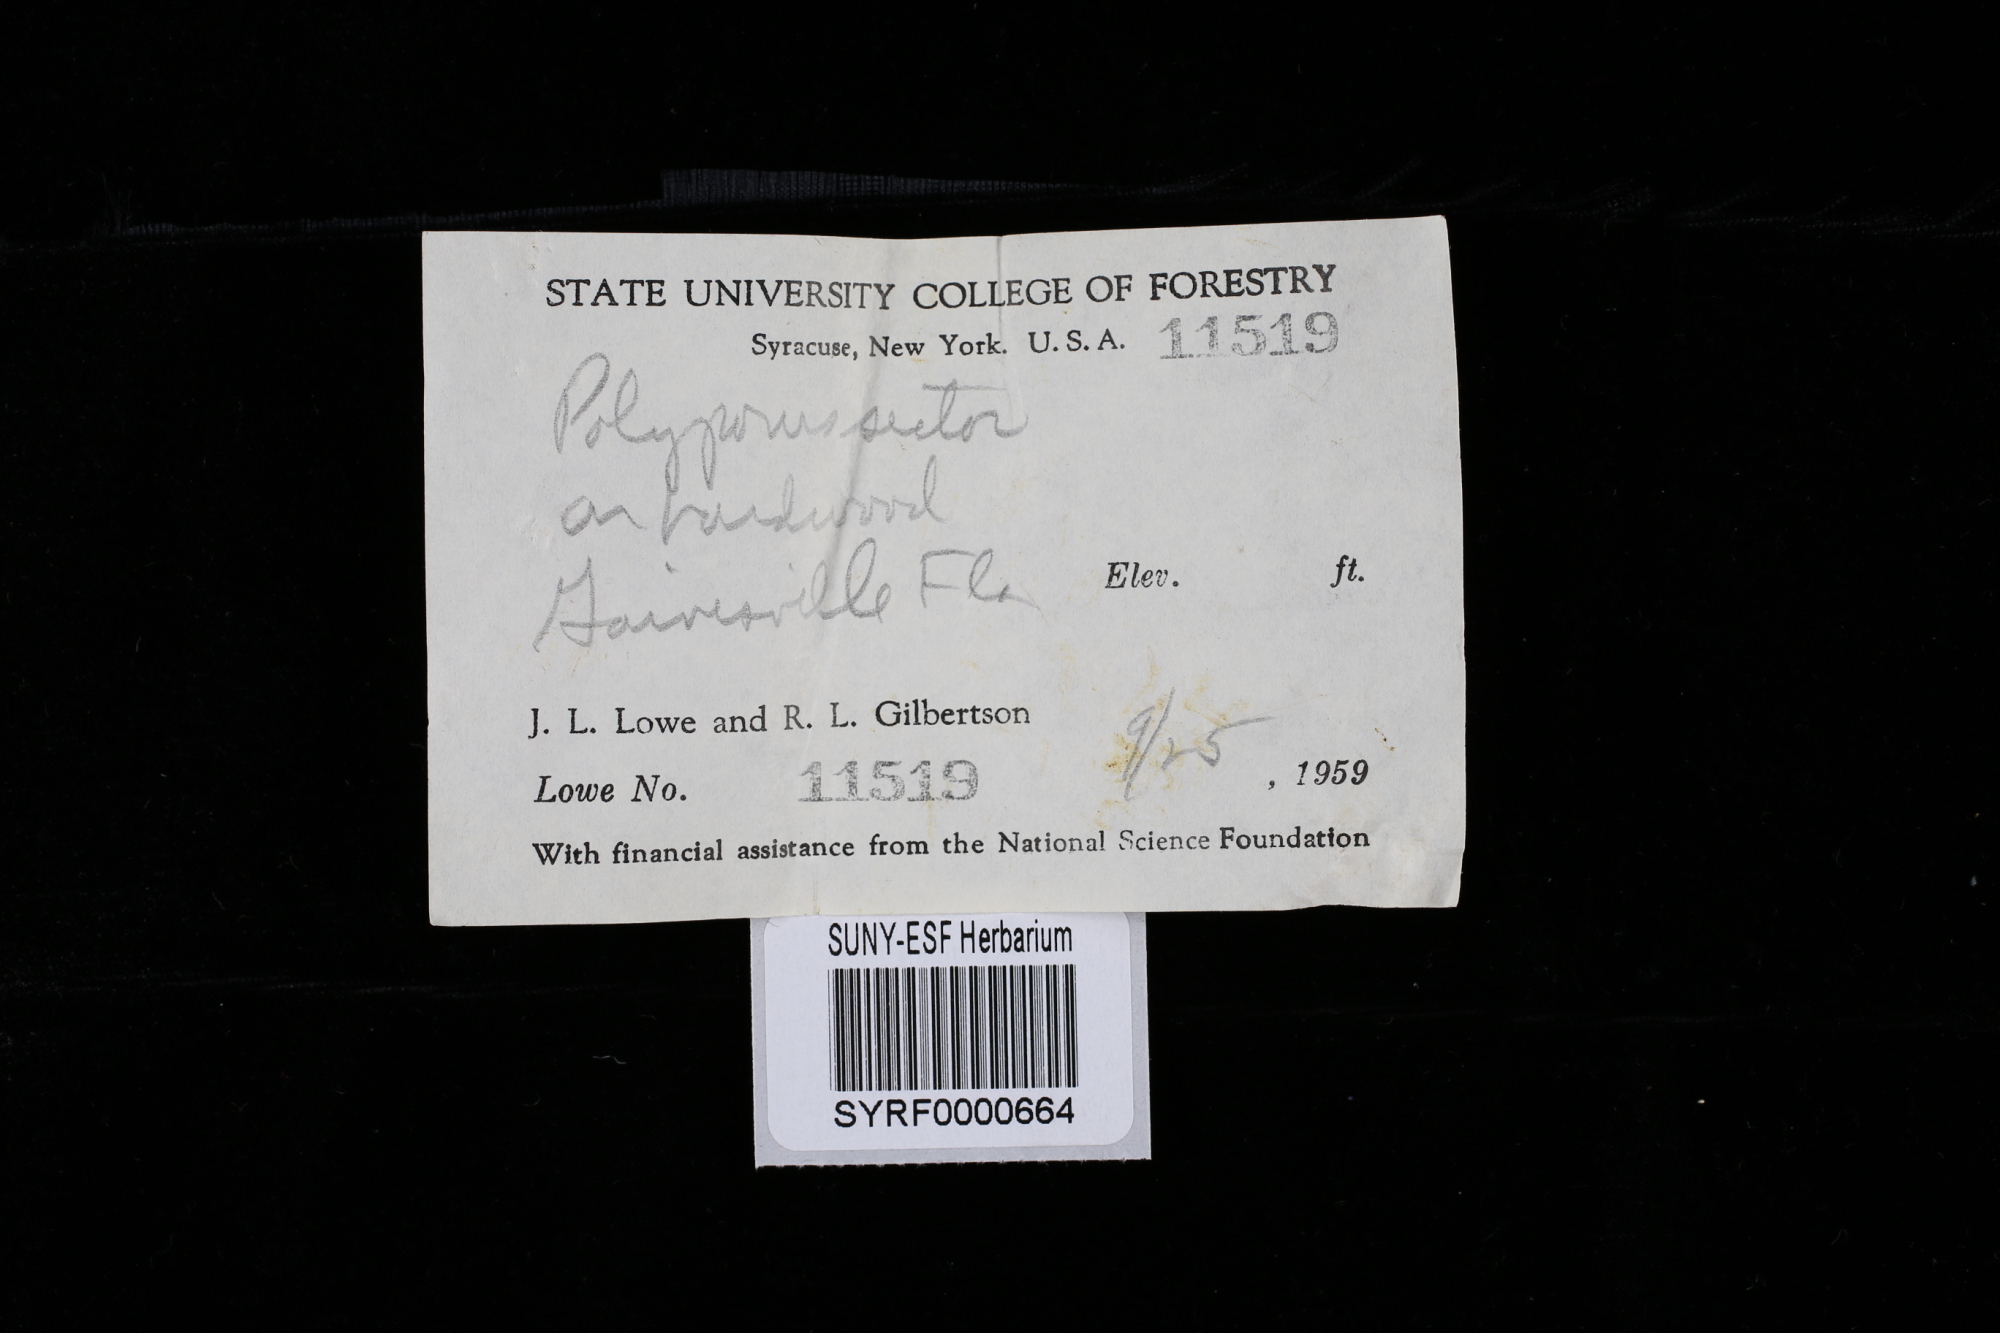 STATE UNIVERSITY COLLEGE OF FORESTRY
Syracuse, New York. U. S. A. 11519
Polyporus sector
on hardwood
Gainesville Fla
Elev. ft.
J. L. Lowe and R. L. Gilbertson
9/25, 1959
Lowe No. 11519
With financial assistance from the National Science Foundation
SUNY-ESF Herbarium
SYRF0000664